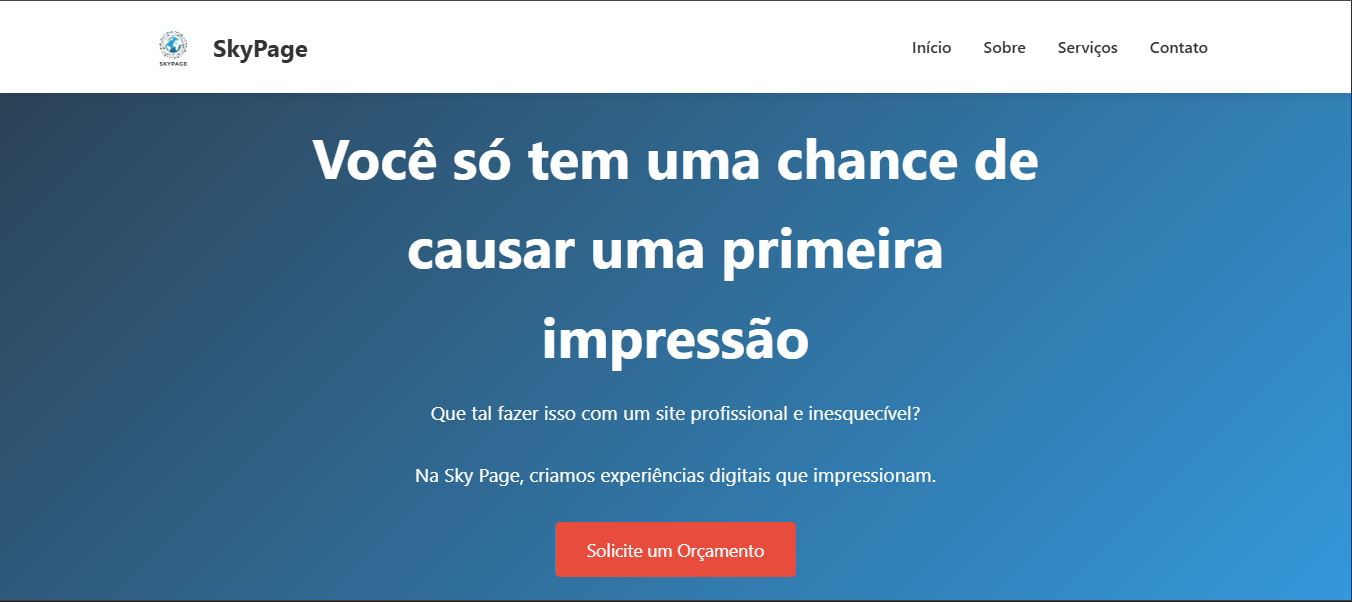 SKYPAGE
SkyPage
Início
Sobre
Serviços
Contato
Você só tem uma chance de
causar uma primeira
impressão
Que tal fazer isso com um site profissional e inesquecível?
Na Sky Page, criamos experiências digitais que impressionam.
Solicite um Orçamento